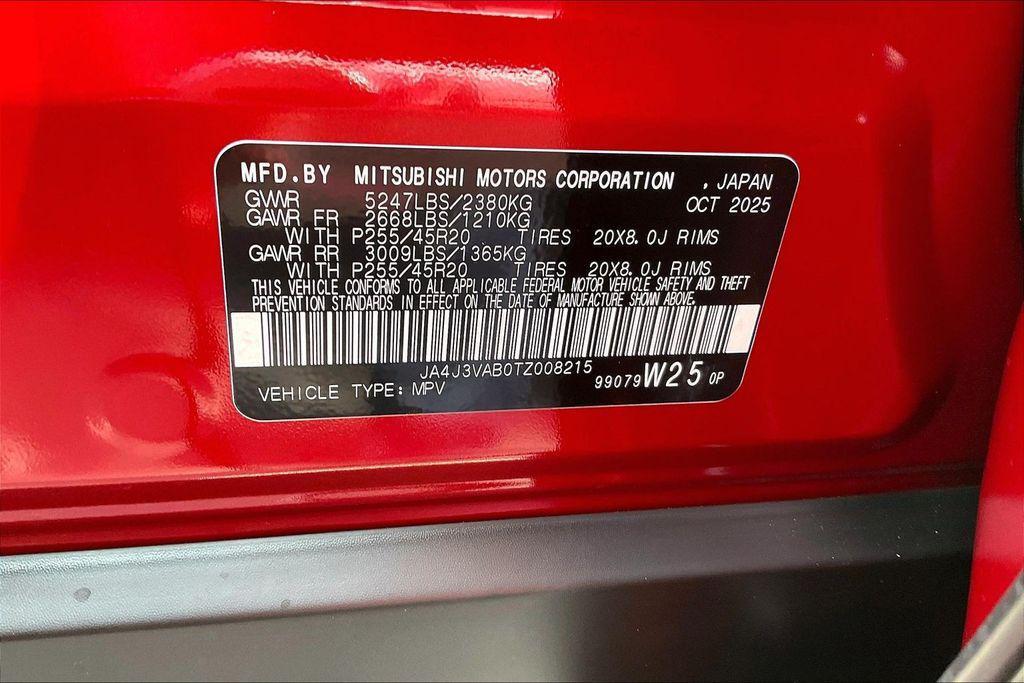 MFD.BY MITSUBISHI MOTORS CORPORATION , JAPAN
GVWR 5247LBS/2380KG OCT 2025
GAWR FR 2668LBS/1210KG
WITH P255/45R20 TIRES 20X8.0J RIMS
GAWR RR 3009LBS/1365KG
WITH P255/45R20 TIRES 20X8.0J RIMS
THIS VEHICLE CONFORMS TO ALL APPLICABLE FEDERAL MOTOR VEHICLE SAFETY AND THEFT
PREVENTION STANDARDS IN EFFECT ON THE DATE OF MANUFACTURE SHOWN ABOVE.
JA4J3VAB0TZ008215
VEHICLE TYPE: MPV 99079W25 0P